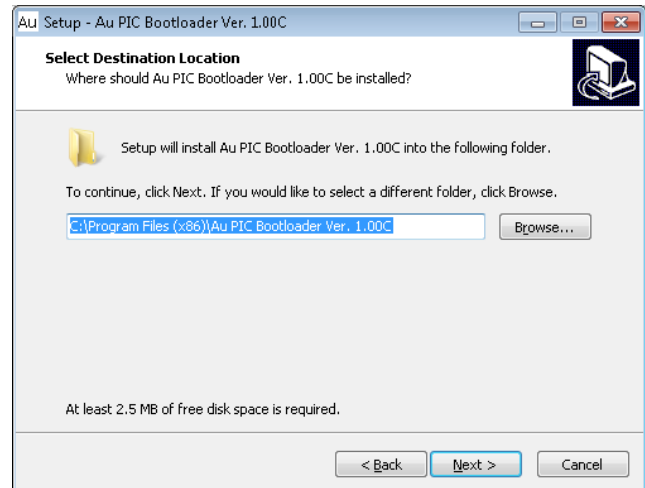 Au Setup - Au PIC Bootloader Ver. 1.00C
Select Destination Location
Where should Au PIC Bootloader Ver. 1.00C be installed?
Setup will install Au PIC Bootloader Ver. 1.00C into the following folder.
To continue, click Next. If you would like to select a different folder, click Browse.
C:\Program Files (x86)\Au PIC Bootloader Ver. 1.00C
Browse...
At least 2.5 MB of free disk space is required.
< Back Next > Cancel